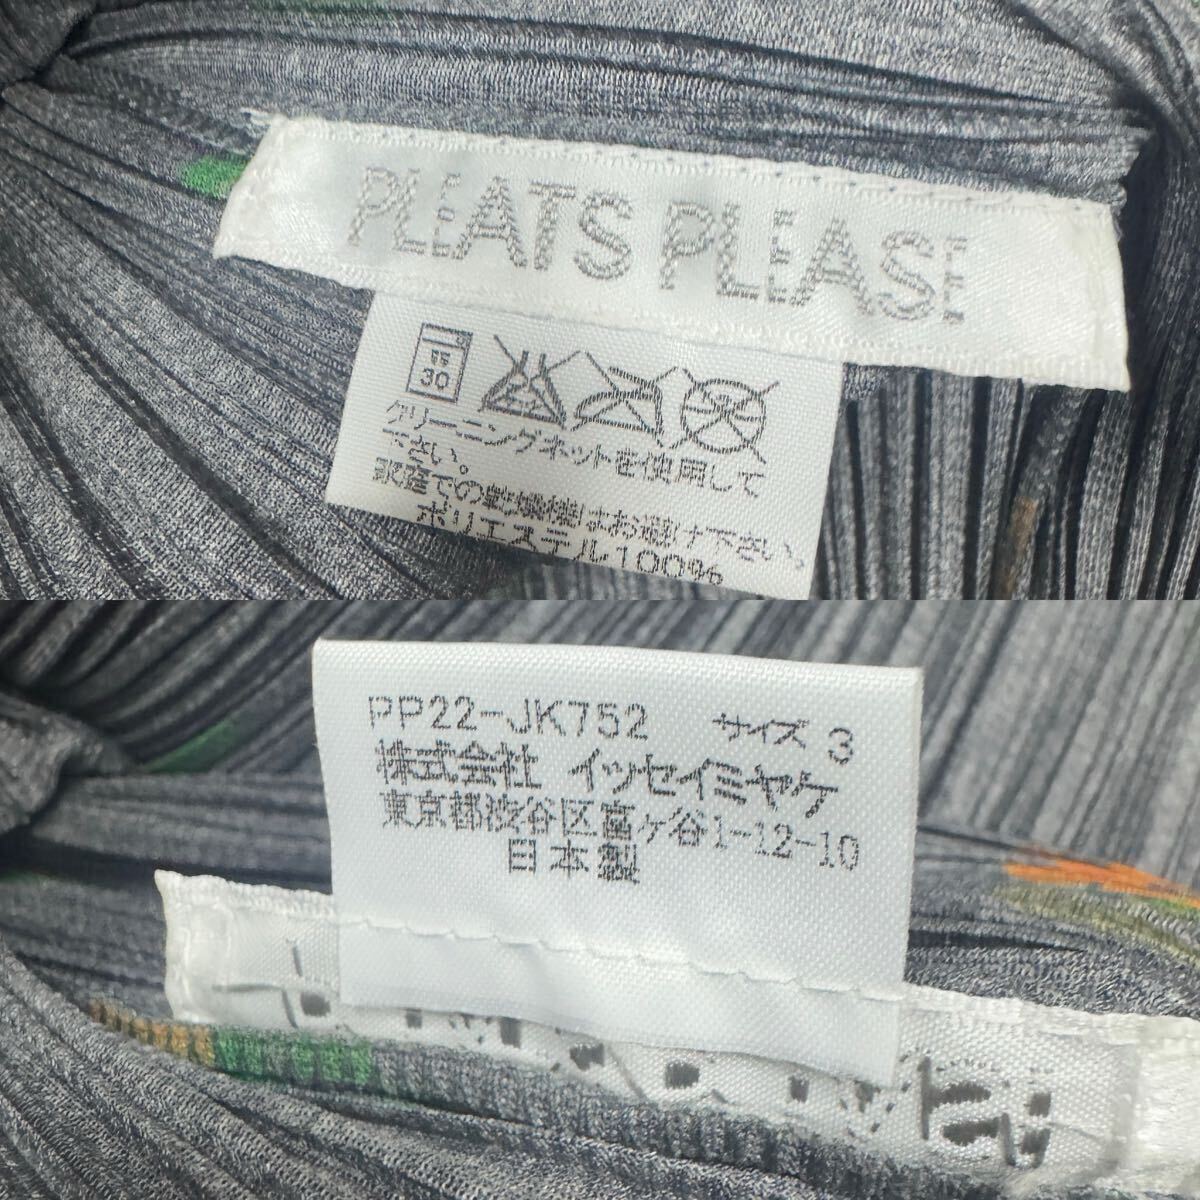 PLEATS PLEASE
30
クリーニングネットを使用して
下さい。
家庭での乾燥機はお避け下さい。
ポリエステル100%
PP22-JK752 サイズ 3
株式会社 イッセイミヤケ
東京都渋谷区富ヶ谷1-12-10
日本製